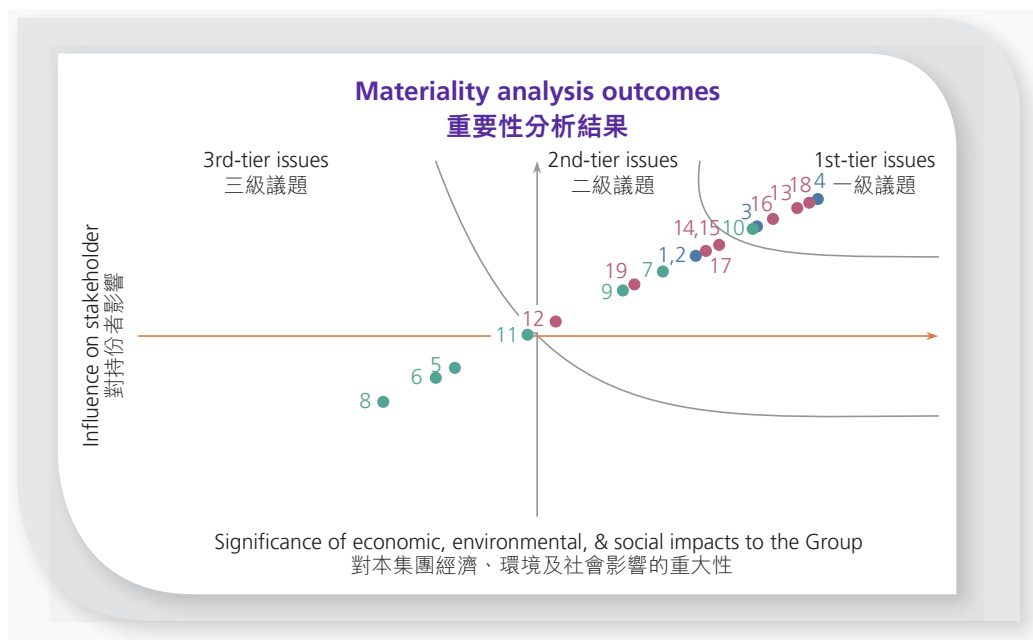 Materiality analysis outcomes
重要性分析結果
3rd-tier issues
三級議題
2nd-tier issues
二級議題
1st-tier issues
一級議題
4
18
13
16
3
10
14,15
17
1,2
7
19
9
12
11
5
6
8
Influence on stakeholder
對持份者影響
Significance of economic, environmental, & social impacts to the Group
對本集團經濟、環境及社會影響的重大性